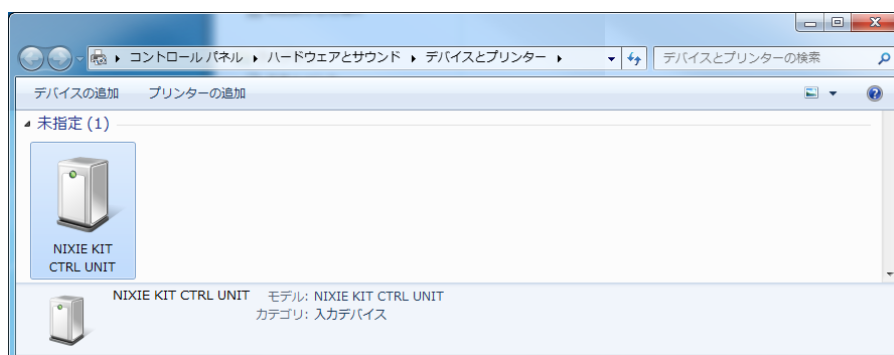 コントロール パネル ▸ ハードウェアとサウンド ▸ デバイスとプリンター ▸
デバイスとプリンターの検索
デバイスの追加 プリンターの追加
未指定 (1)
NIXIE KIT
CTRL UNIT
NIXIE KIT CTRL UNIT モデル: NIXIE KIT CTRL UNIT
カテゴリ: 入力デバイス